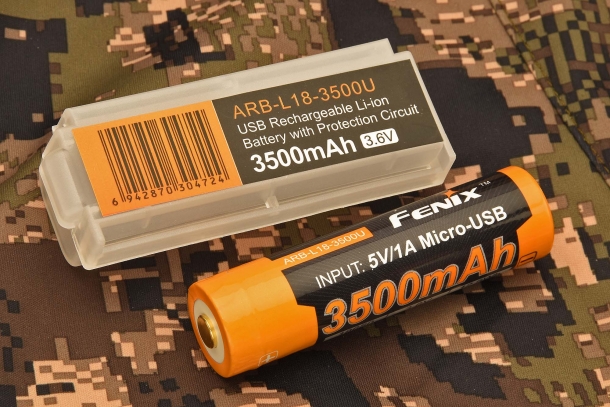 ARB-L18-3500U
USB Rechargeable Li-ion
Battery with Protection Circuit
3500mAh 3.6V
6 942870 304724
FENIX™
ARB-L18-3500U
INPUT: 5V/1A Micro-USB
3500mAh